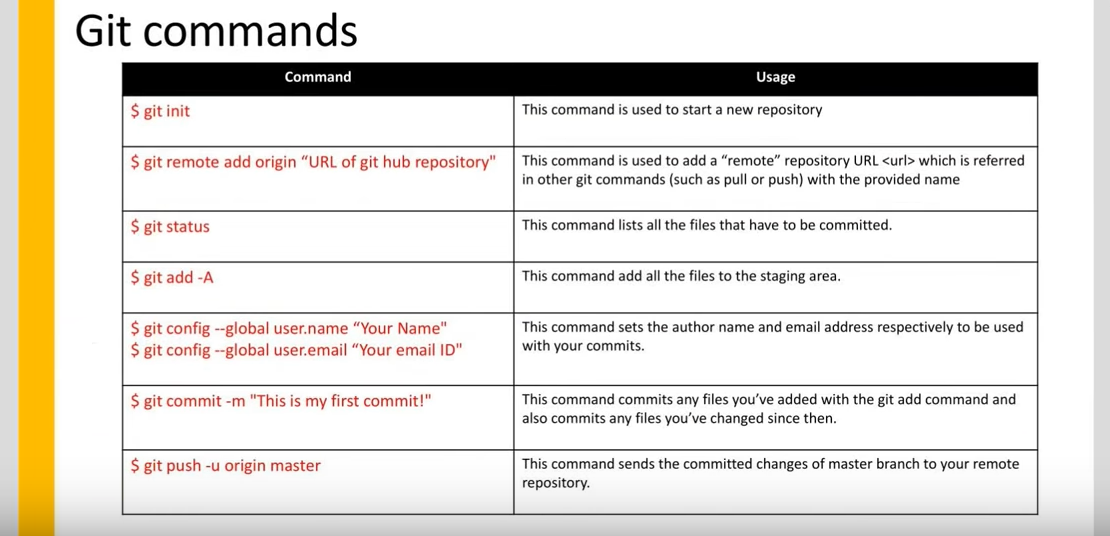 Git commands
Command
Usage
$ git init
This command is used to start a new repository
$ git remote add origin “URL of git hub repository"
This command is used to add a “remote” repository URL <url> which is referred
in other git commands (such as pull or push) with the provided name
$ git status
This command lists all the files that have to be committed.
$ git add -A
This command add all the files to the staging area.
$ git config --global user.name “Your Name"
$ git config --global user.email “Your email ID"
This command sets the author name and email address respectively to be used
with your commits.
$ git commit -m "This is my first commit!"
This command commits any files you’ve added with the git add command and
also commits any files you’ve changed since then.
$ git push -u origin master
This command sends the committed changes of master branch to your remote
repository.